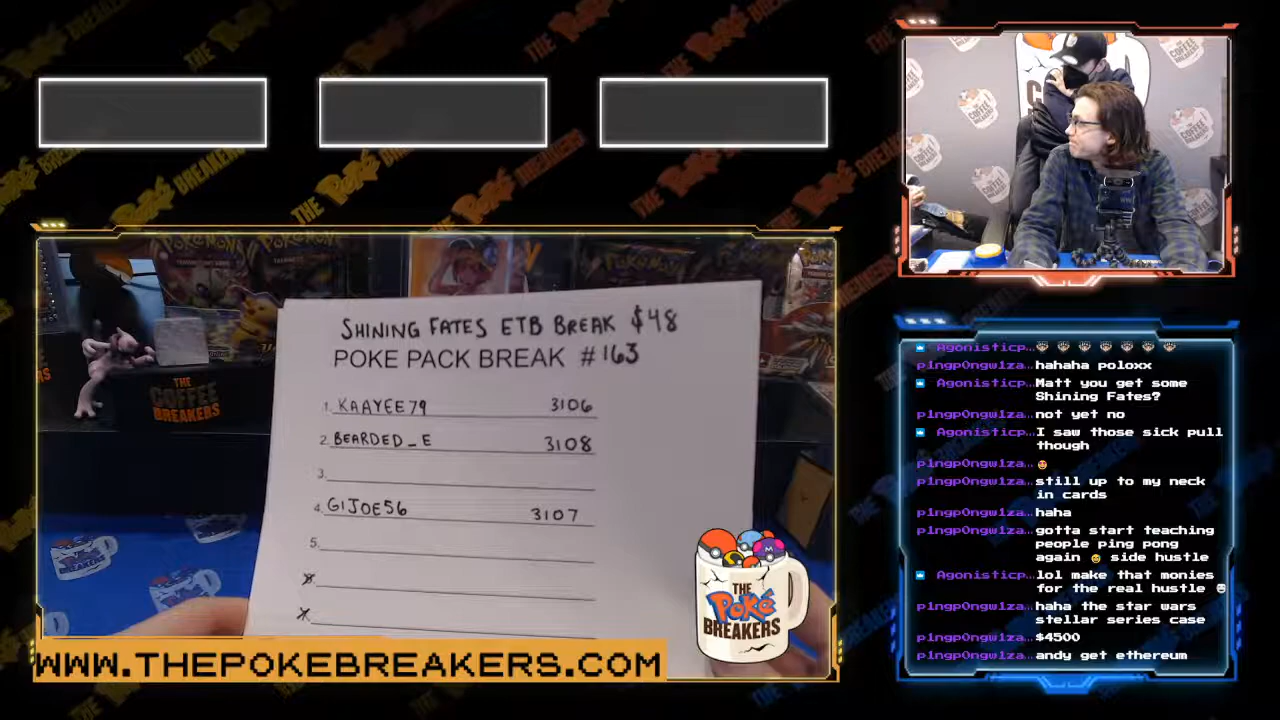 SHINING FATES ETB BREAK $48
POKE PACK BREAK #163
1. KAAYEE79 3106
2. BEARDED_E 3108
3.
4. GIJOE56 3107
5.
THE
COFFEE
BREAKERS
THE
Poké
BREAKERS
WWW.THEPOKEBREAKERS.COM
Agonisticp...
p1ngp0ngw1za... hahaha poloxx
Agonisticp... Matt you get some
Shining Fates?
p1ngp0ngw1za... not yet no
Agonisticp... I saw those sick pull
though
p1ngp0ngw1za...
p1ngp0ngw1za... still up to my neck
in cards
p1ngp0ngw1za... haha
p1ngp0ngw1za... gotta start teaching
people ping pong
again side hustle
Agonisticp... lol make that monies
for the real hustle
p1ngp0ngw1za... haha the star wars
stellar series case
p1ngp0ngw1za... $4500
p1ngp0ngw1za... andy get ethereum